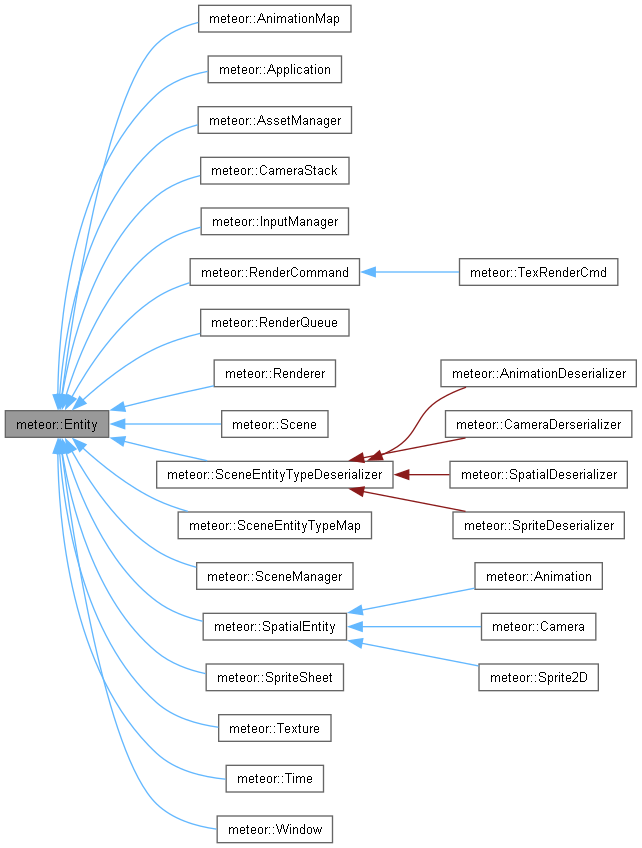 meteor::AnimationMap
meteor::Application
meteor::AssetManager
meteor::CameraStack
meteor::InputManager
meteor::RenderCommand
meteor::TexRenderCmd
meteor::RenderQueue
meteor::Renderer
meteor::AnimationDeserializer
meteor::Entity
meteor::Scene
meteor::CameraDerserializer
meteor::SceneEntityTypeDeserializer
meteor::SpatialDeserializer
meteor::SceneEntityTypeMap
meteor::SpriteDeserializer
meteor::SceneManager
meteor::Animation
meteor::SpatialEntity
meteor::Camera
meteor::SpriteSheet
meteor::Sprite2D
meteor::Texture
meteor::Time
meteor::Window